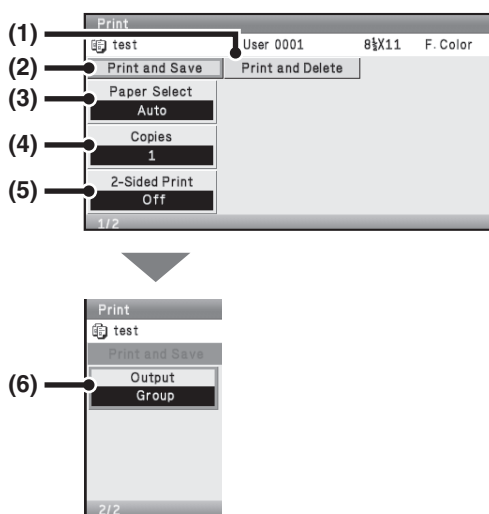 Print
(1)
test User 0001 8½X11 F. Color
(2) Print and Save Print and Delete
(3) Paper Select
Auto
(4) Copies
1
(5) 2-Sided Print
Off
1/2
Print
test
Print and Save
(6) Output
Group
2/2